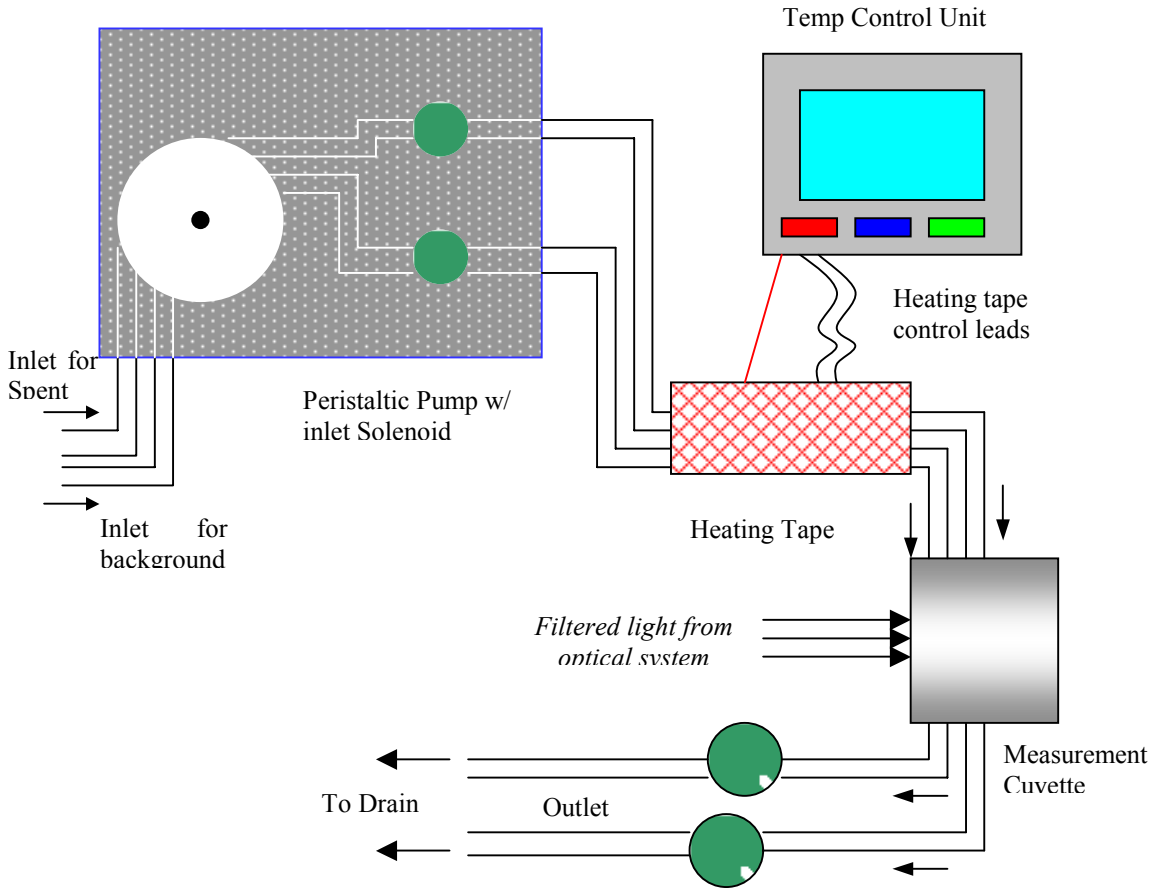 Temp Control Unit
Heating tape
control leads
Inlet for
Spent
Peristaltic Pump w/
inlet Solenoid
Inlet for
background
Heating Tape
Filtered light from
optical system
Measurement
Cuvette
To Drain
Outlet